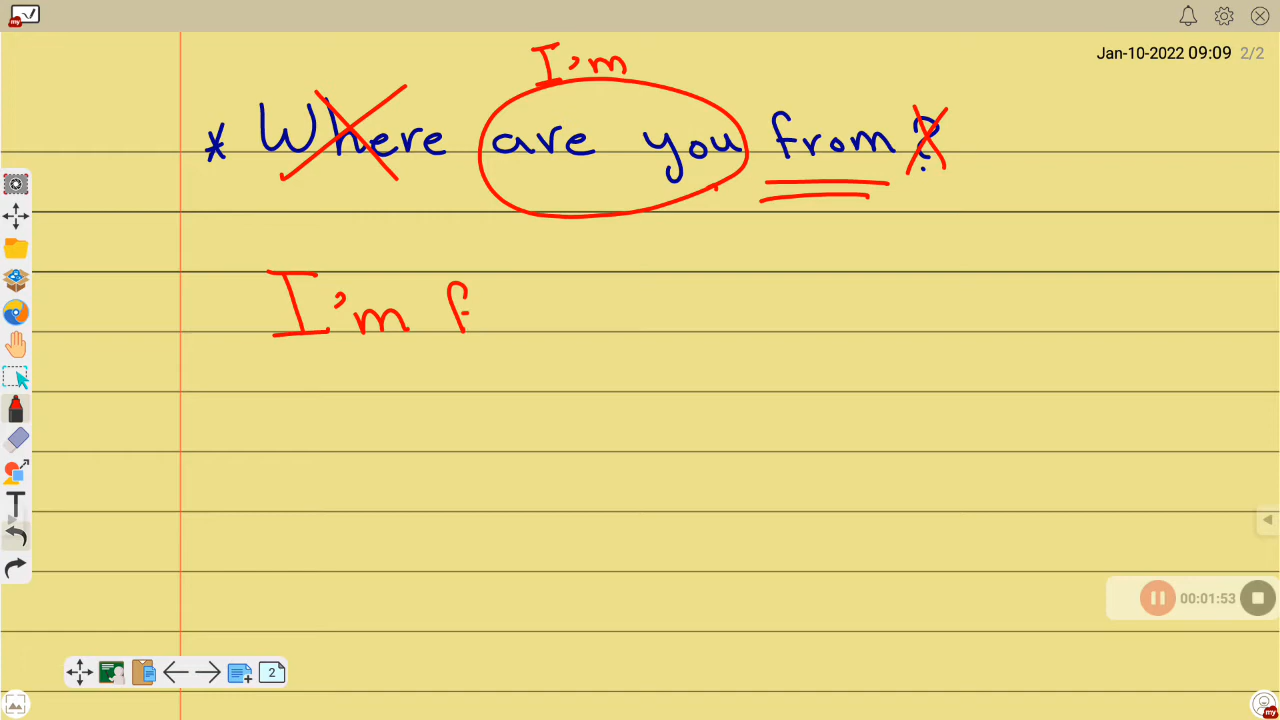 Jan-10-2022 09:09 2/2
I'm
* Where are you from ?
I'm f
00:01:53
2